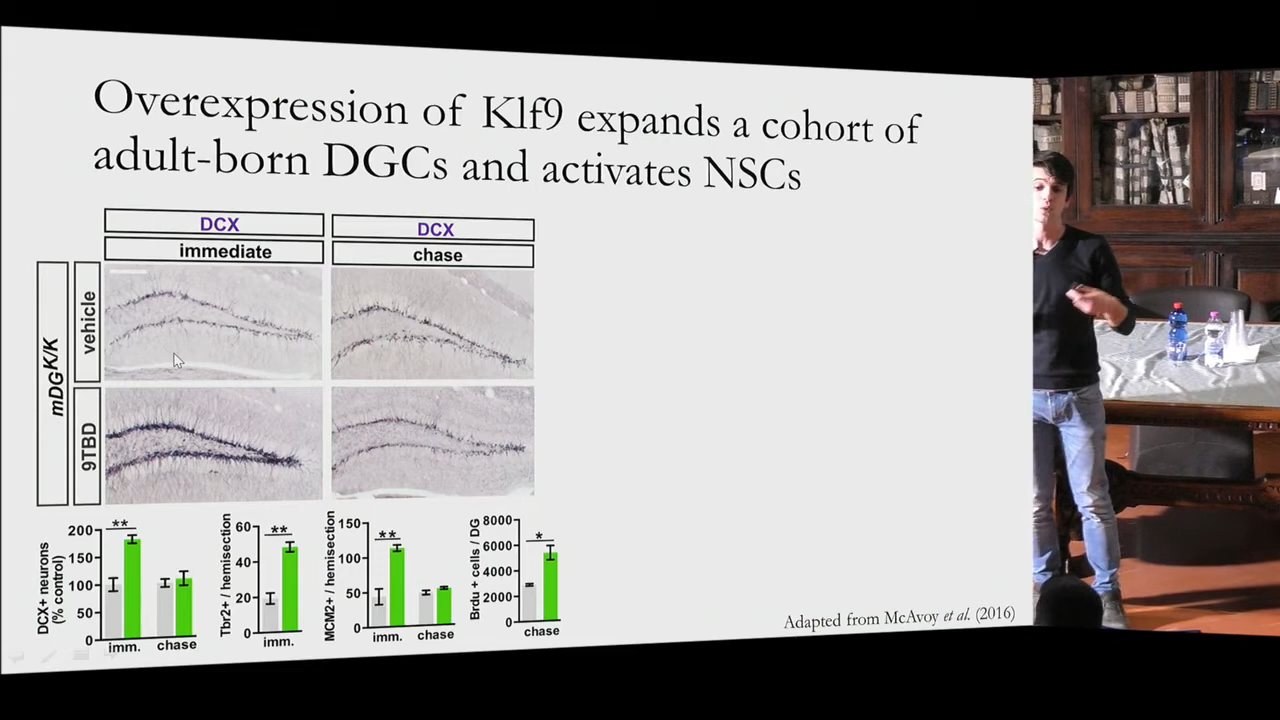 Overexpression of Klf9 expands a cohort of
adult-born DGCs and activates NSCs
DCX
DCX
immediate
chase
mDGK/K
vehicle
9TBD
DCX+ neurons
(% control)
200
150
100
50
0
**
imm.
chase
Tbr2+ / hemisection
60
40
20
0
**
imm.
MCM2+ / hemisection
150
100
50
0
**
imm.
chase
Brdu + cells / DG
8000
6000
4000
2000
0
*
chase
Adapted from McAvoy et al. (2016)